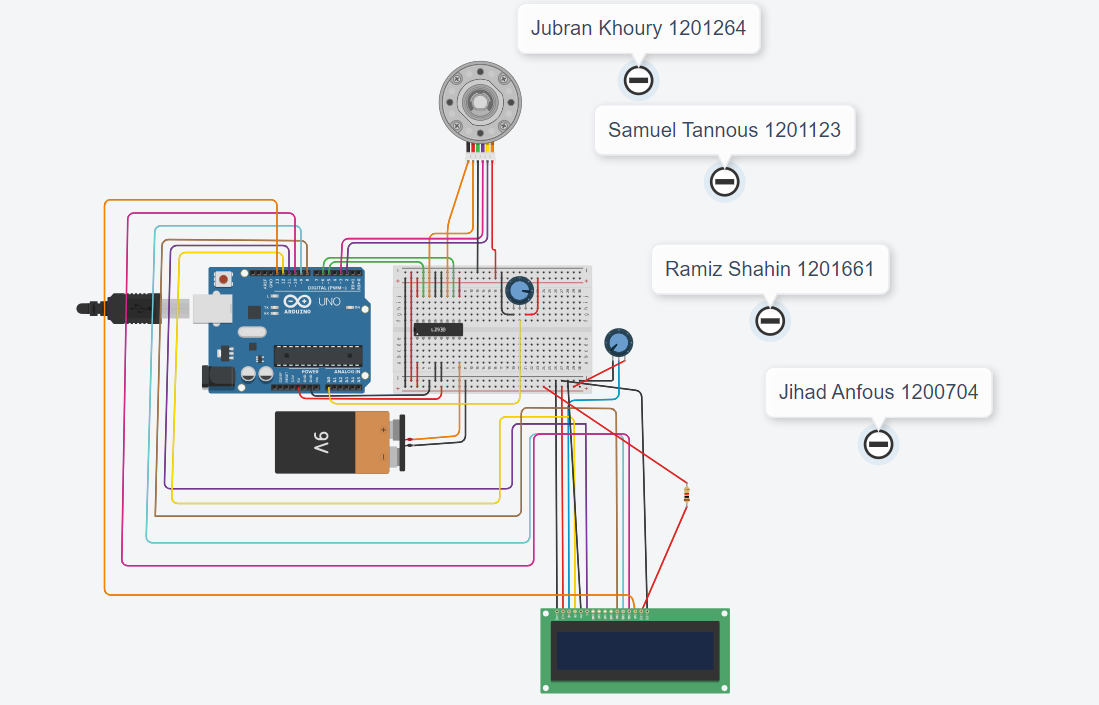 Jubran Khoury 1201264
Samuel Tannous 1201123
Ramiz Shahin 1201661
DIGITAL (PWM~)
UNO
ARDUINO
L293D
POWER
ANALOG IN
Jihad Anfous 1200704
9V